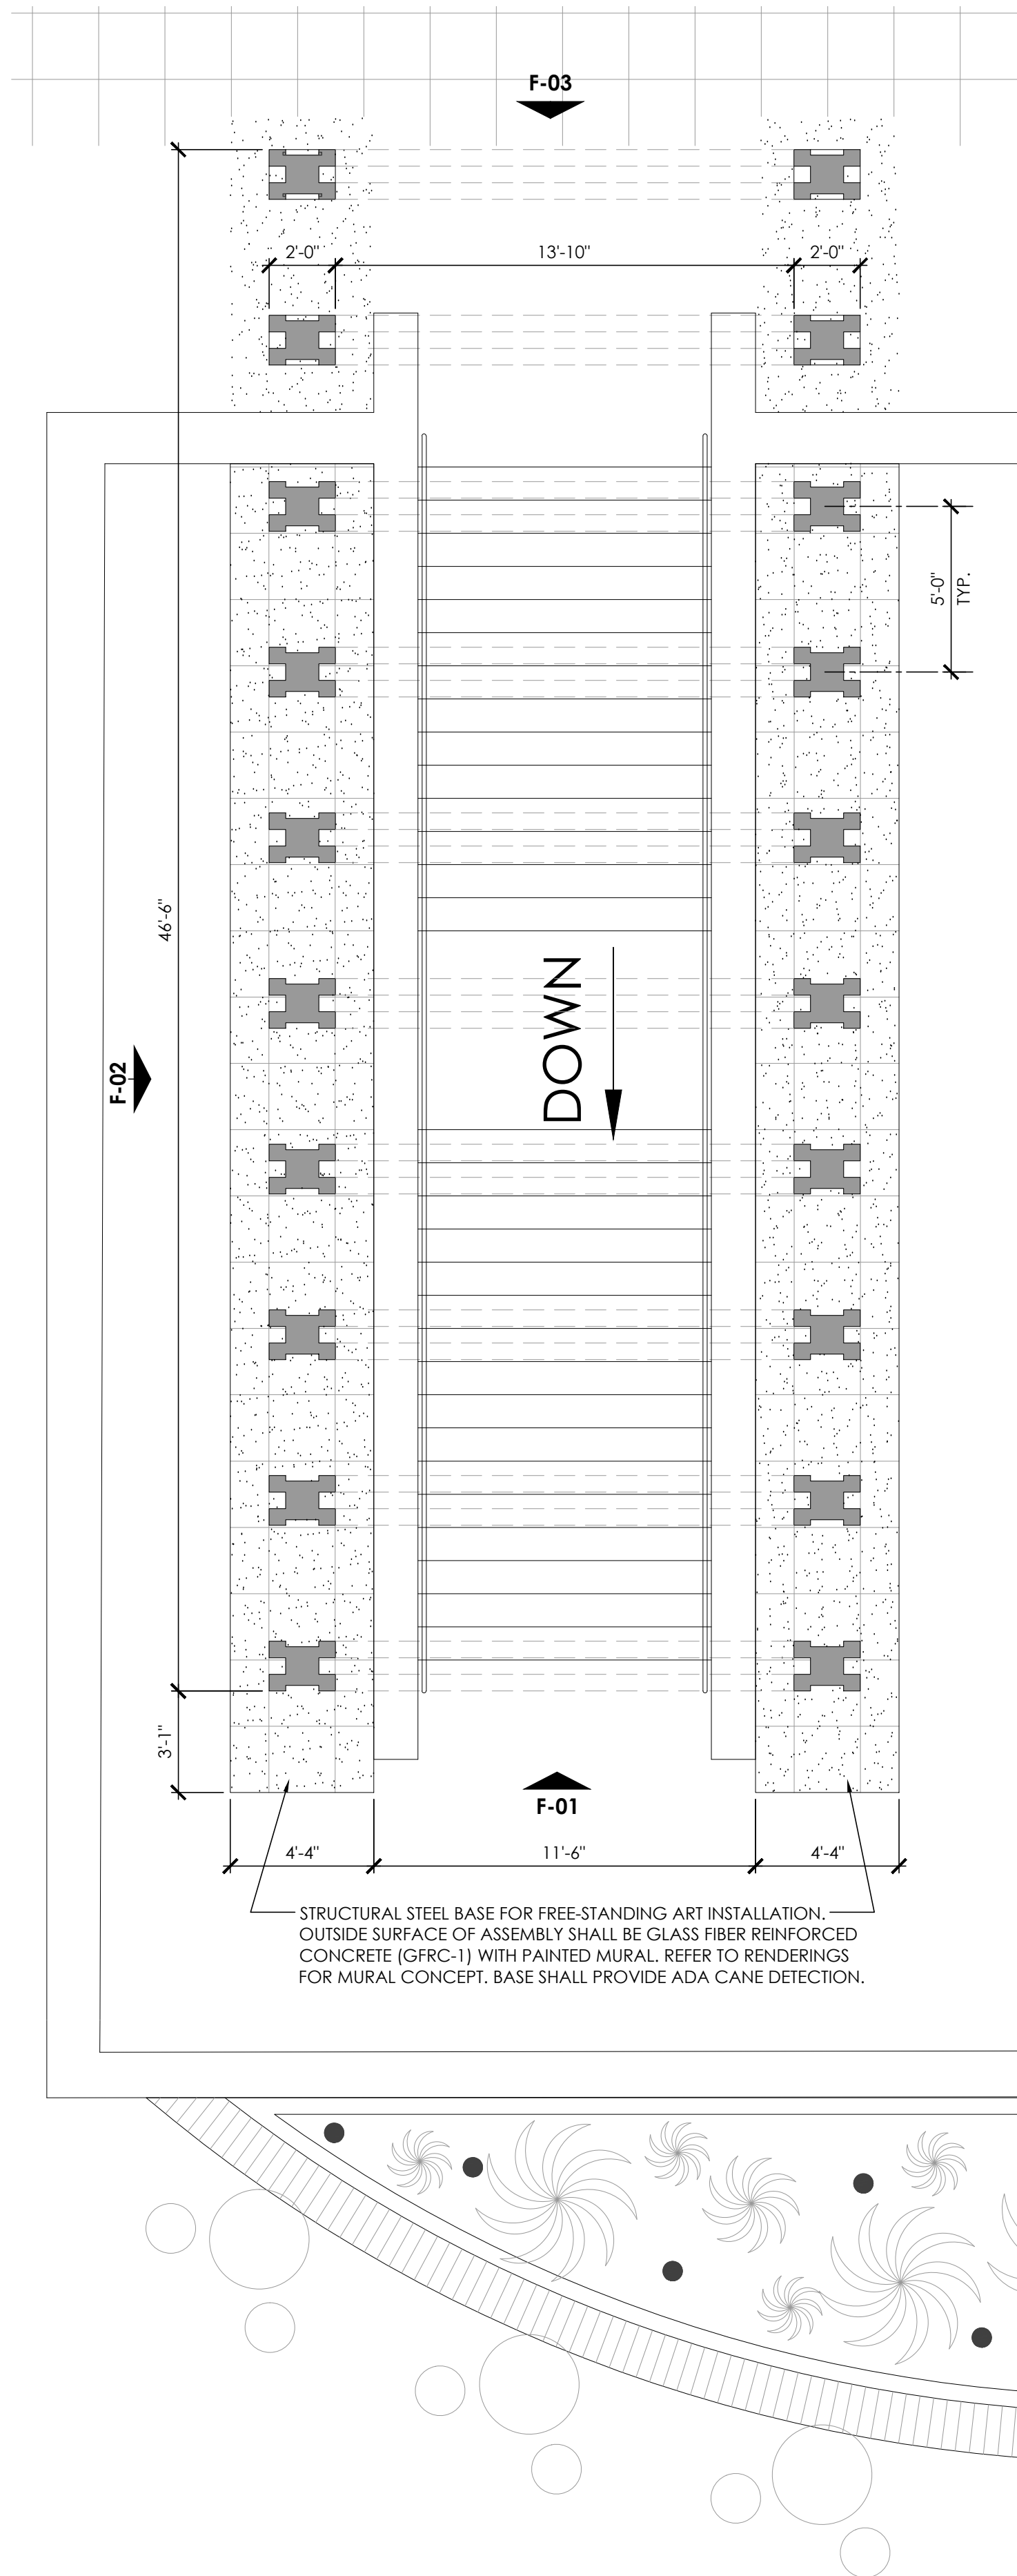 F-03
2'-0"
13'-10"
2'-0"
5'-0"
TYP.
46'-6"
DOWN
F-02
3'-1"
F-01
4'-4"
11'-6"
4'-4"
STRUCTURAL STEEL BASE FOR FREE-STANDING ART INSTALLATION.
OUTSIDE SURFACE OF ASSEMBLY SHALL BE GLASS FIBER REINFORCED
CONCRETE (GFRC-1) WITH PAINTED MURAL. REFER TO RENDERINGS
FOR MURAL CONCEPT. BASE SHALL PROVIDE ADA CANE DETECTION.